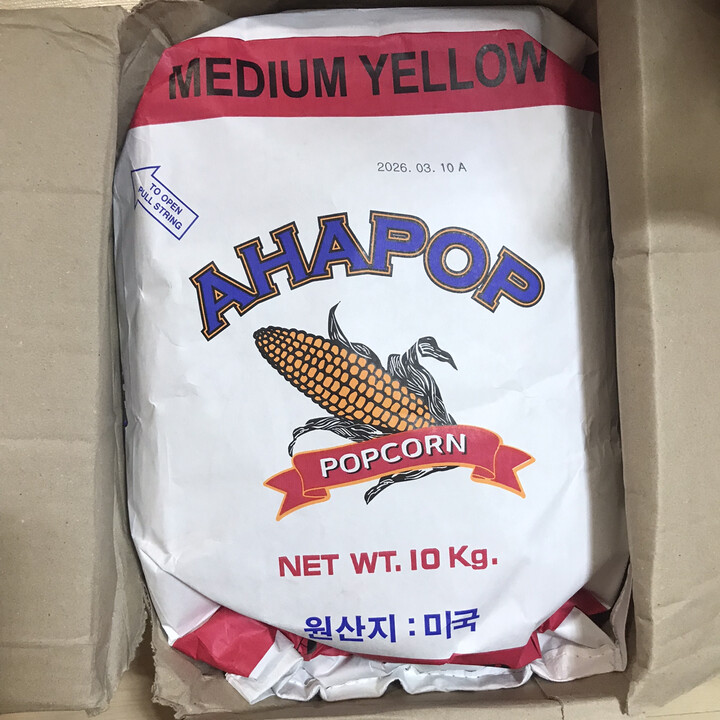 MEDIUM YELLOW
2026. 03. 10 A
TO OPEN
PULL STRING
AHAPOP
POPCORN
NET WT. 10 Kg.
원산지 : 미국